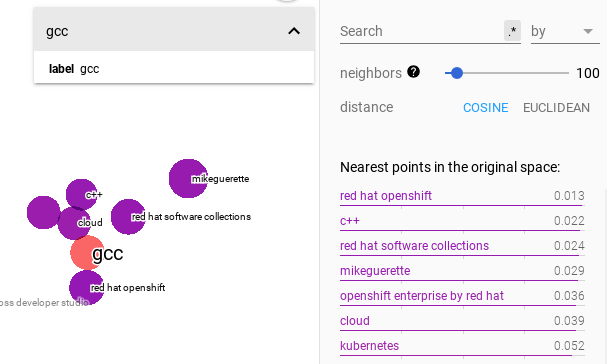 gcc
label gcc
c++
mikeguerette
cloud
red hat software collections
gcc
red hat openshift
oss developer studio
Search .* by
neighbors ? 100
distance COSINE EUCLIDEAN
Nearest points in the original space:
red hat openshift 0.013
c++ 0.022
red hat software collections 0.024
mikeguerette 0.029
openshift enterprise by red hat 0.036
cloud 0.039
kubernetes 0.052